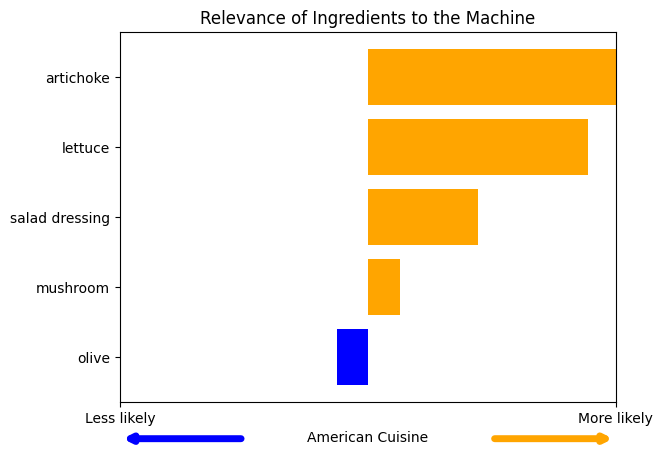 Relevance of Ingredients to the Machine
artichoke
lettuce
salad dressing
mushroom
olive
Less likely
More likely
American Cuisine